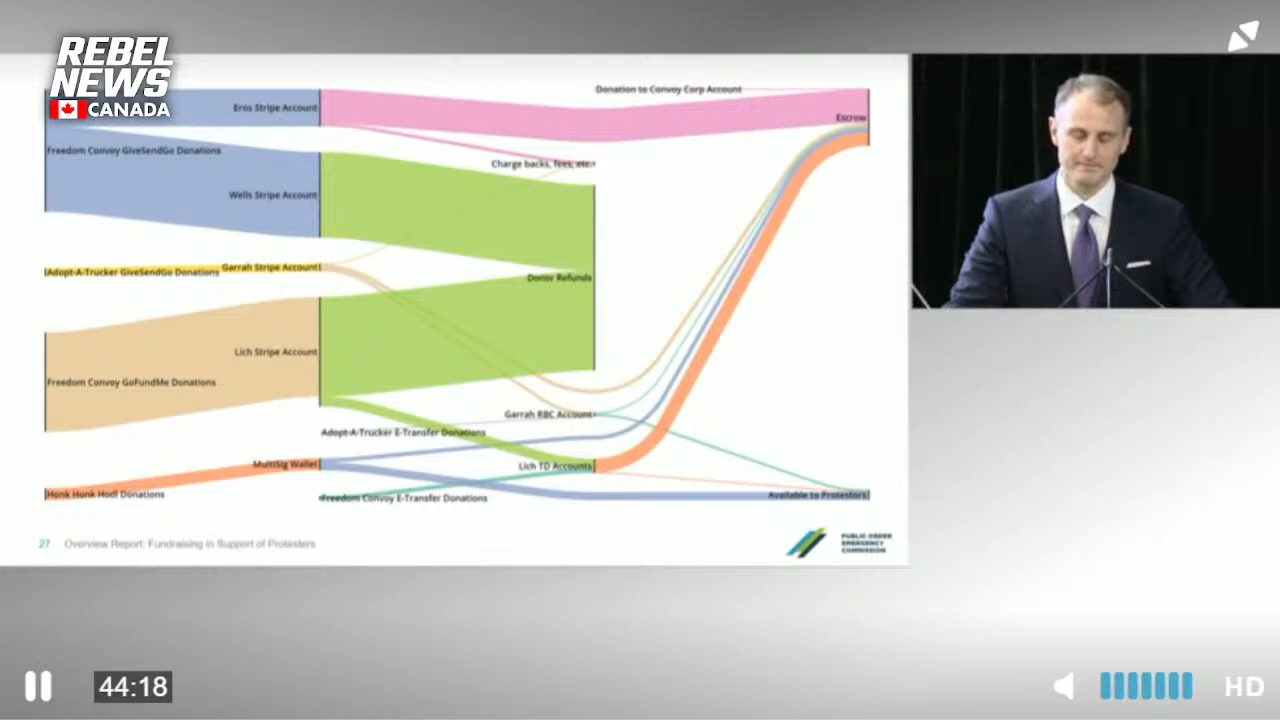 REBEL
NEWS
CANADA
Donation to Convoy Corp Account
Eros Stripe Account
Escrow
Freedom Convoy GiveSendGo Donations
Charge backs, fees, etc.
Wells Stripe Account
Garrah Stripe Account
Adopt-A-Trucker GiveSendGo Donations
Donor Refunds
Lich Stripe Account
Freedom Convoy GoFundMe Donations
Garrah RBC Account
Adopt-A-Trucker E-Transfer Donations
MultiSig Wallet
Lich TD Accounts
Honk Honk Hodl Donations
Freedom Convoy E-Transfer Donations
Available to Protestors
27 Overview Report: Fundraising in Support of Protesters
PUBLIC ORDER
EMERGENCY
COMMISSION
44:18
HD